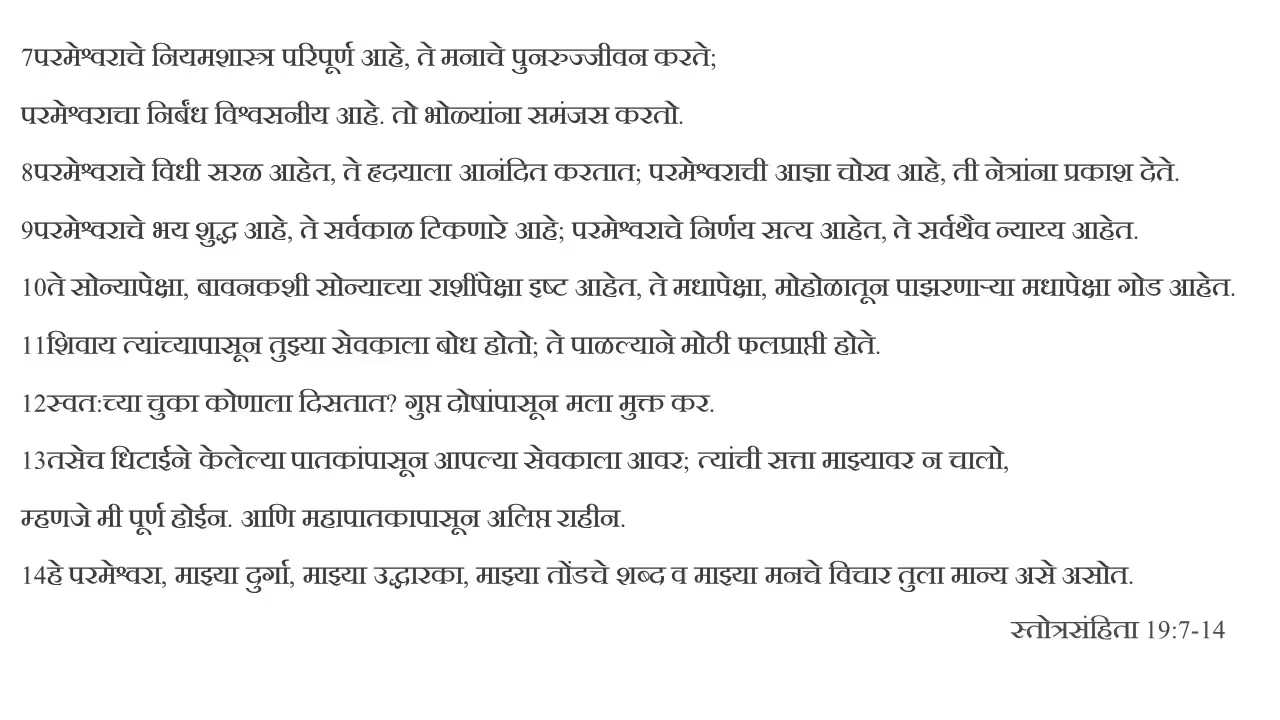 7परमेश्वराचे नियमशास्त्र परिपूर्ण आहे, ते मनाचे पुनरुज्जीवन करते;
परमेश्वराचा निर्बंध विश्वसनीय आहे. तो भोळ्यांना समंजस करतो.
8परमेश्वराचे विधी सरळ आहेत, ते हृदयाला आनंदित करतात; परमेश्वराची आज्ञा चोख आहे, ती नेत्रांना प्रकाश देते.
9परमेश्वराचे भय शुद्ध आहे, ते सर्वकाळ टिकणारे आहे; परमेश्वराचे निर्णय सत्य आहेत, ते सर्वथैव न्याय्य आहेत.
10ते सोन्यापेक्षा, बावनकशी सोन्याच्या राशींपेक्षा इष्ट आहेत, ते मधापेक्षा, मोहोळातून पाझरणाऱ्या मधापेक्षा गोड आहेत.
11शिवाय त्यांच्यापासून तुझ्या सेवकाला बोध होतो; ते पाळल्याने मोठी फलप्राप्ती होते.
12स्वतःच्या चुका कोणाला दिसतात? गुप्त दोषांपासून मला मुक्त कर.
13तसेच धिटाईने केलेल्या पातकांपासून आपल्या सेवकाला आवर; त्यांची सत्ता माझ्यावर न चालो,
म्हणजे मी पूर्ण होईन. आणि महापातकापासून अलिप्त राहीन.
14हे परमेश्वरा, माझ्या दुर्गा, माझ्या उद्धारका, माझ्या तोंडचे शब्द व माझ्या मनचे विचार तुला मान्य असे असोत.
स्तोत्रसंहिता 19:7-14